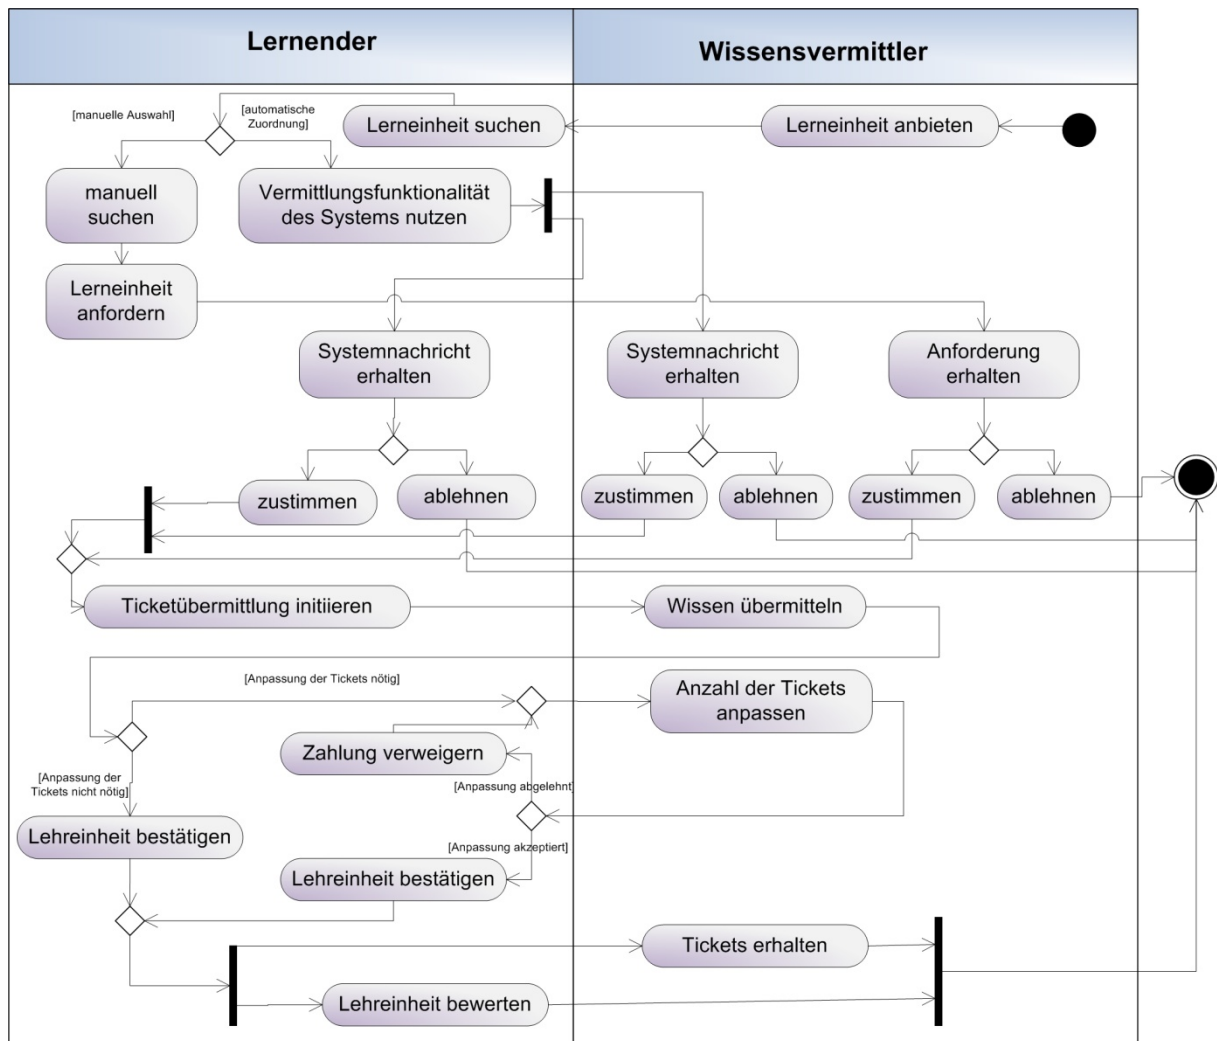 Lernender
Wissensvermittler
[manuelle Auswahl]
[automatische
Zuordnung]
Lerneinheit suchen
Lerneinheit anbieten
manuell
suchen
Vermittlungsfunktionalität
des Systems nutzen
Lerneinheit
anfordern
Systemnachricht
erhalten
Systemnachricht
erhalten
Anforderung
erhalten
zustimmen
ablehnen
zustimmen
ablehnen
zustimmen
ablehnen
Ticketübermittlung initiieren
Wissen übermitteln
[Anpassung der Tickets nötig]
Anzahl der Tickets
anpassen
Zahlung verweigern
[Anpassung der
Tickets nicht nötig]
[Anpassung abgelehnt]
Lehreinheit bestätigen
[Anpassung akzeptiert]
Lehreinheit bestätigen
Tickets erhalten
Lehreinheit bewerten